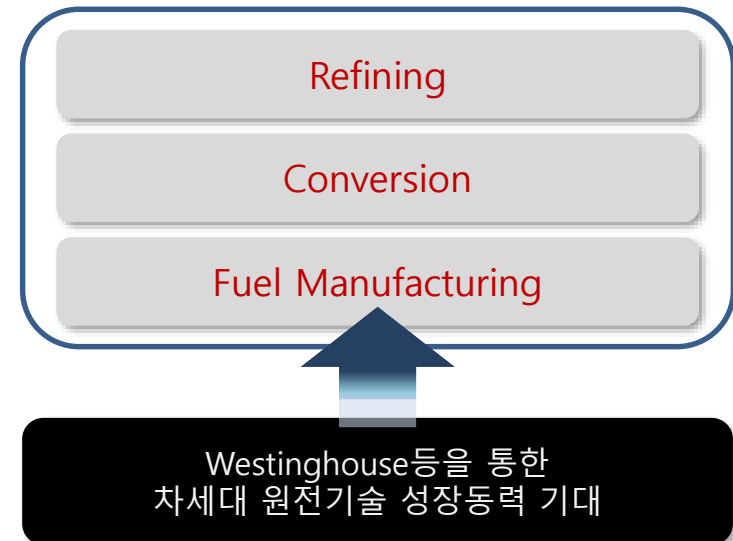 Refining
Conversion
Fuel Manufacturing
Westinghouse등을 통한
차세대 원전기술 성장동력 기대